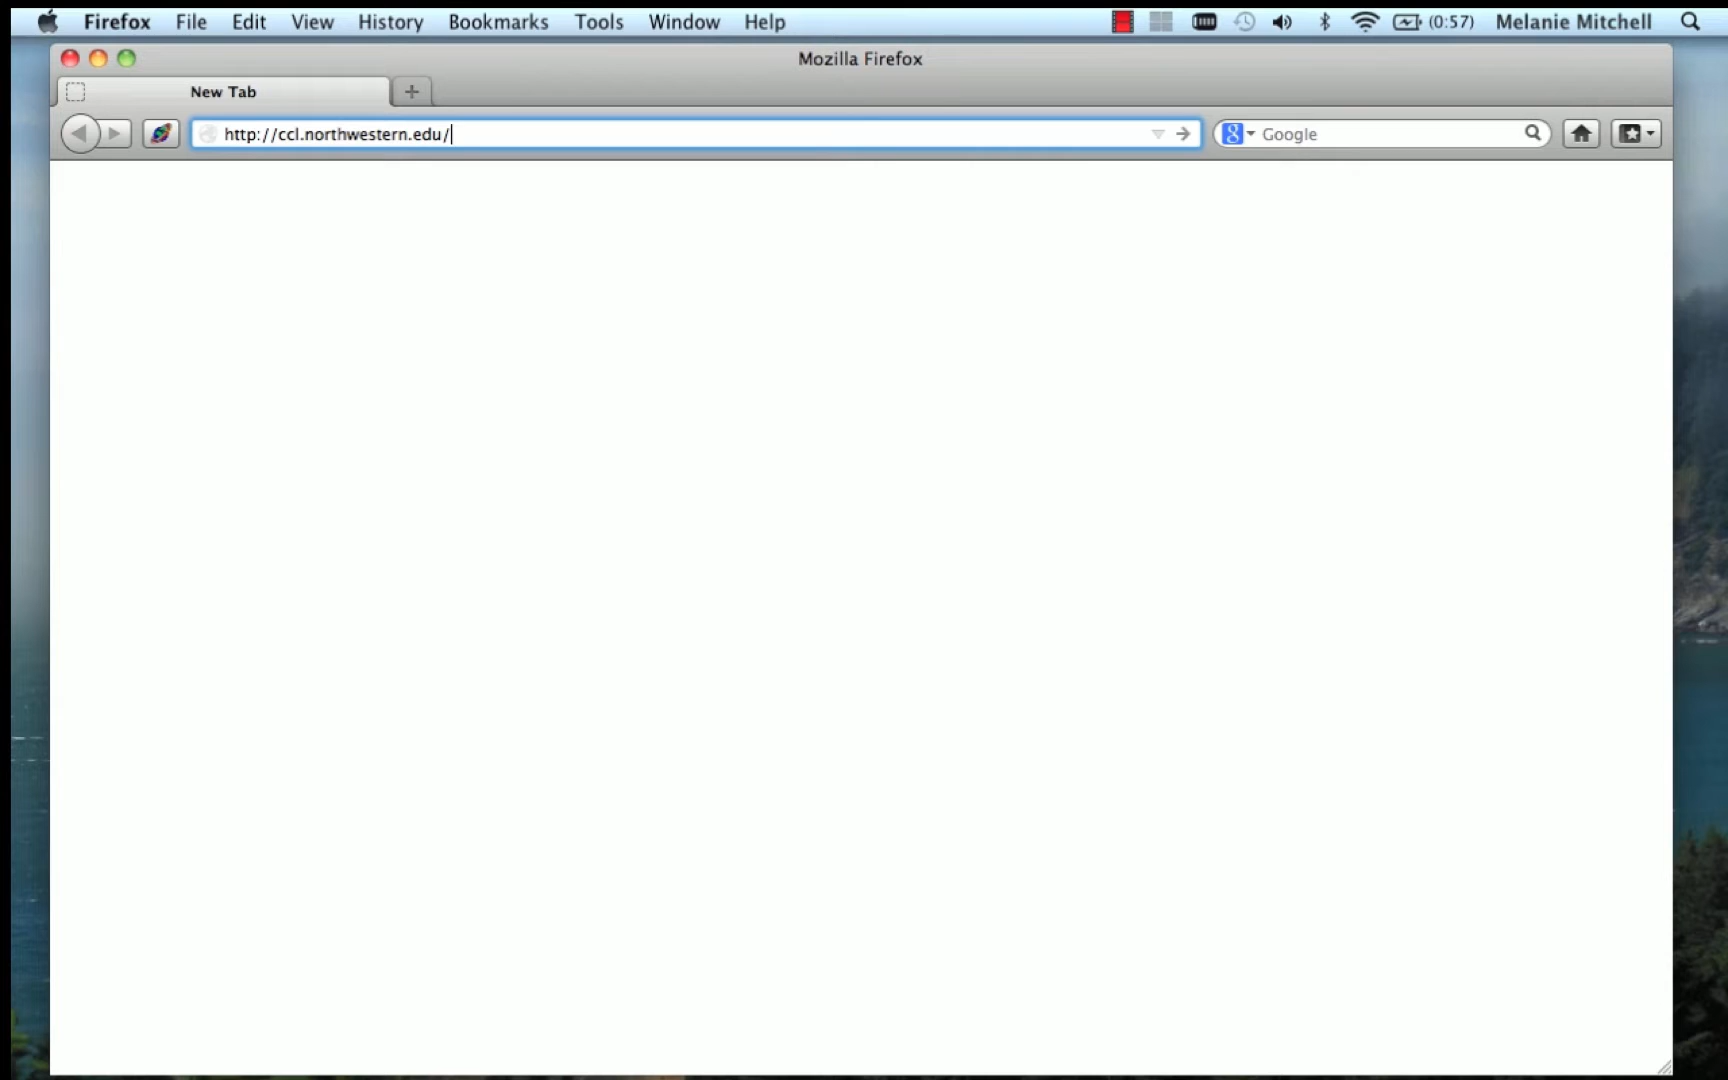 Firefox File Edit View History Bookmarks Tools Window Help (0:57) Melanie Mitchell
Mozilla Firefox
New Tab
http://ccl.northwestern.edu/ Google